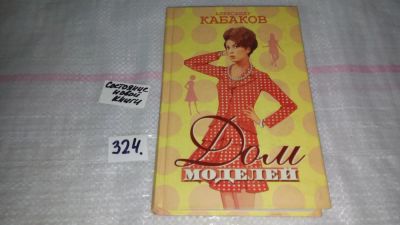 АЛЕКСАНДР
КАБАКОВ
Состояние
новой
книги
324.
Дом
МОДЕЛЕЙ